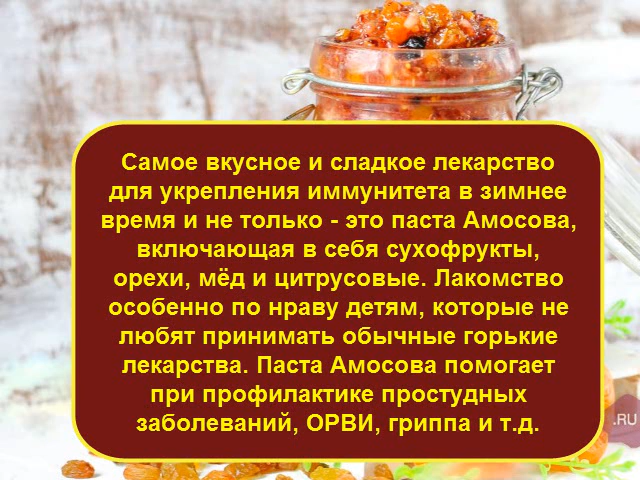 Самое вкусное и сладкое лекарство
для укрепления иммунитета в зимнее
время и не только - это паста Амосова,
включающая в себя сухофрукты,
орехи, мёд и цитрусовые. Лакомство
особенно по нраву детям, которые не
любят принимать обычные горькие
лекарства. Паста Амосова помогает
при профилактике простудных
заболеваний, ОРВИ, гриппа и т.д.
.RU